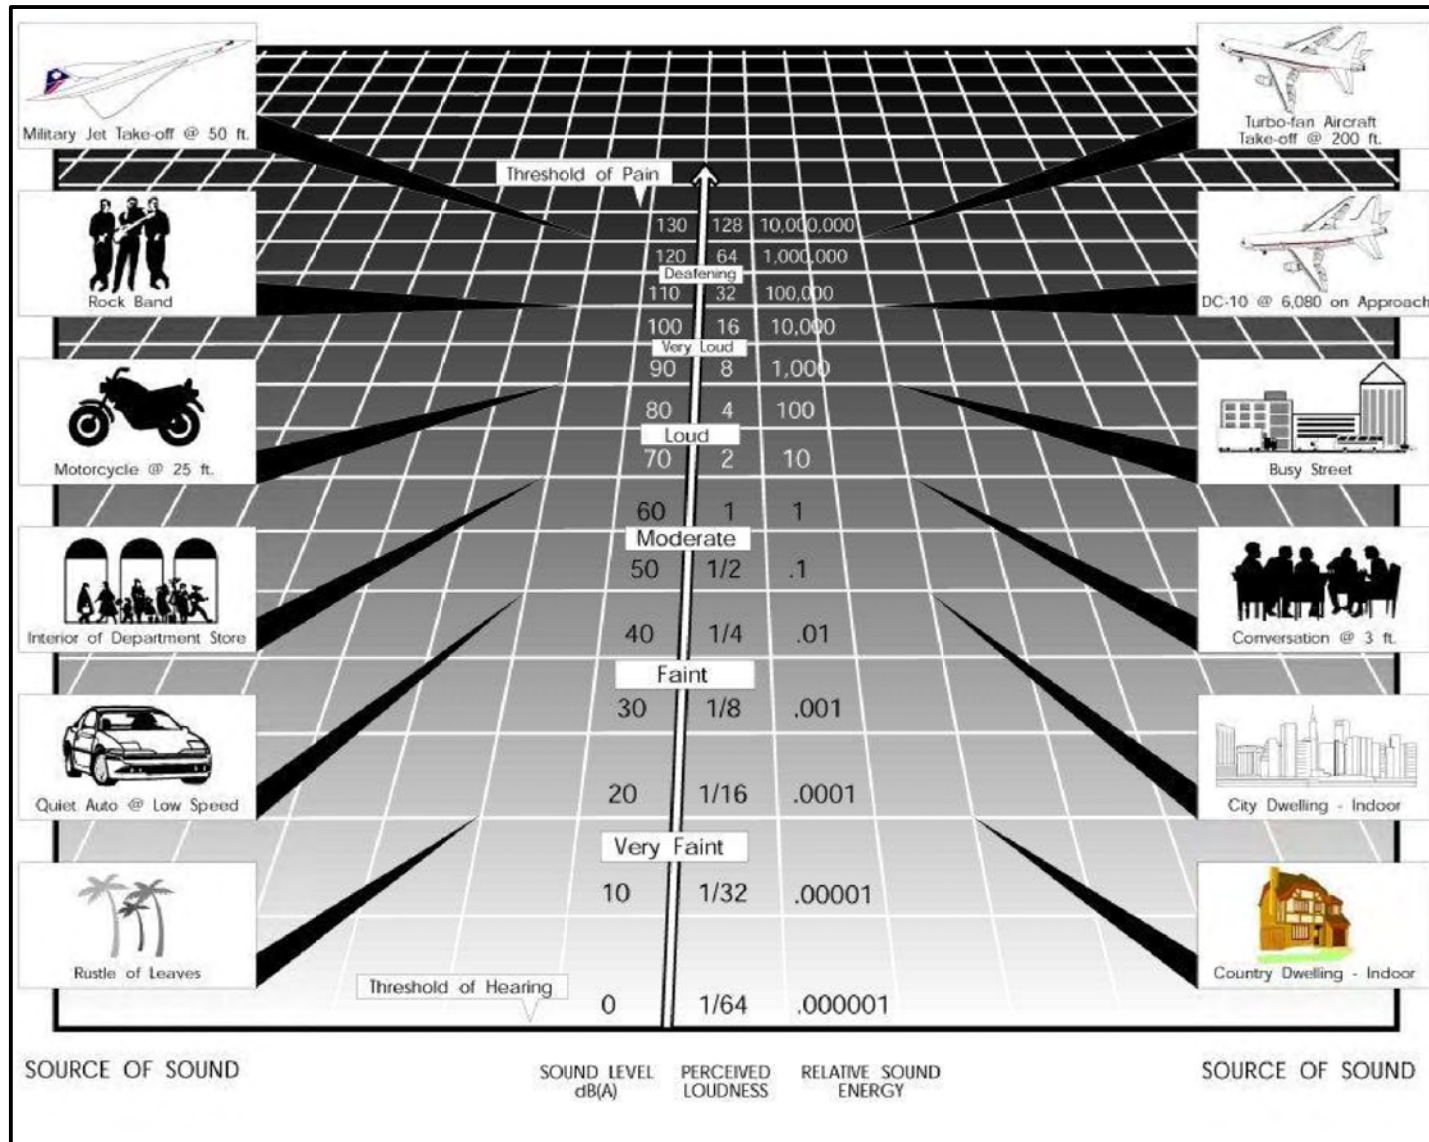 Military Jet Take-off @ 50 ft.
Turbo-fan Aircraft
Take-off @ 200 ft.
Threshold of Pain
130 128 10,000,000
120 64 1,000,000
Deafening
Rock Band
110 32 100,000
DC-10 @ 6,080 on Approach
100 16 10,000
Very Loud
90 8 1,000
80 4 100
Loud
70 2 10
Motorcycle @ 25 ft.
Busy Street
60 1 1
Moderate
50 1/2 .1
Interior of Department Store
40 1/4 .01
Conversation @ 3 ft.
Faint
30 1/8 .001
20 1/16 .0001
Quiet Auto @ Low Speed
City Dwelling - Indoor
Very Faint
10 1/32 .00001
Rustle of Leaves
Country Dwelling - Indoor
Threshold of Hearing
0 1/64 .000001
SOURCE OF SOUND
SOUND LEVEL
dB(A)
PERCEIVED
LOUDNESS
RELATIVE SOUND
ENERGY
SOURCE OF SOUND